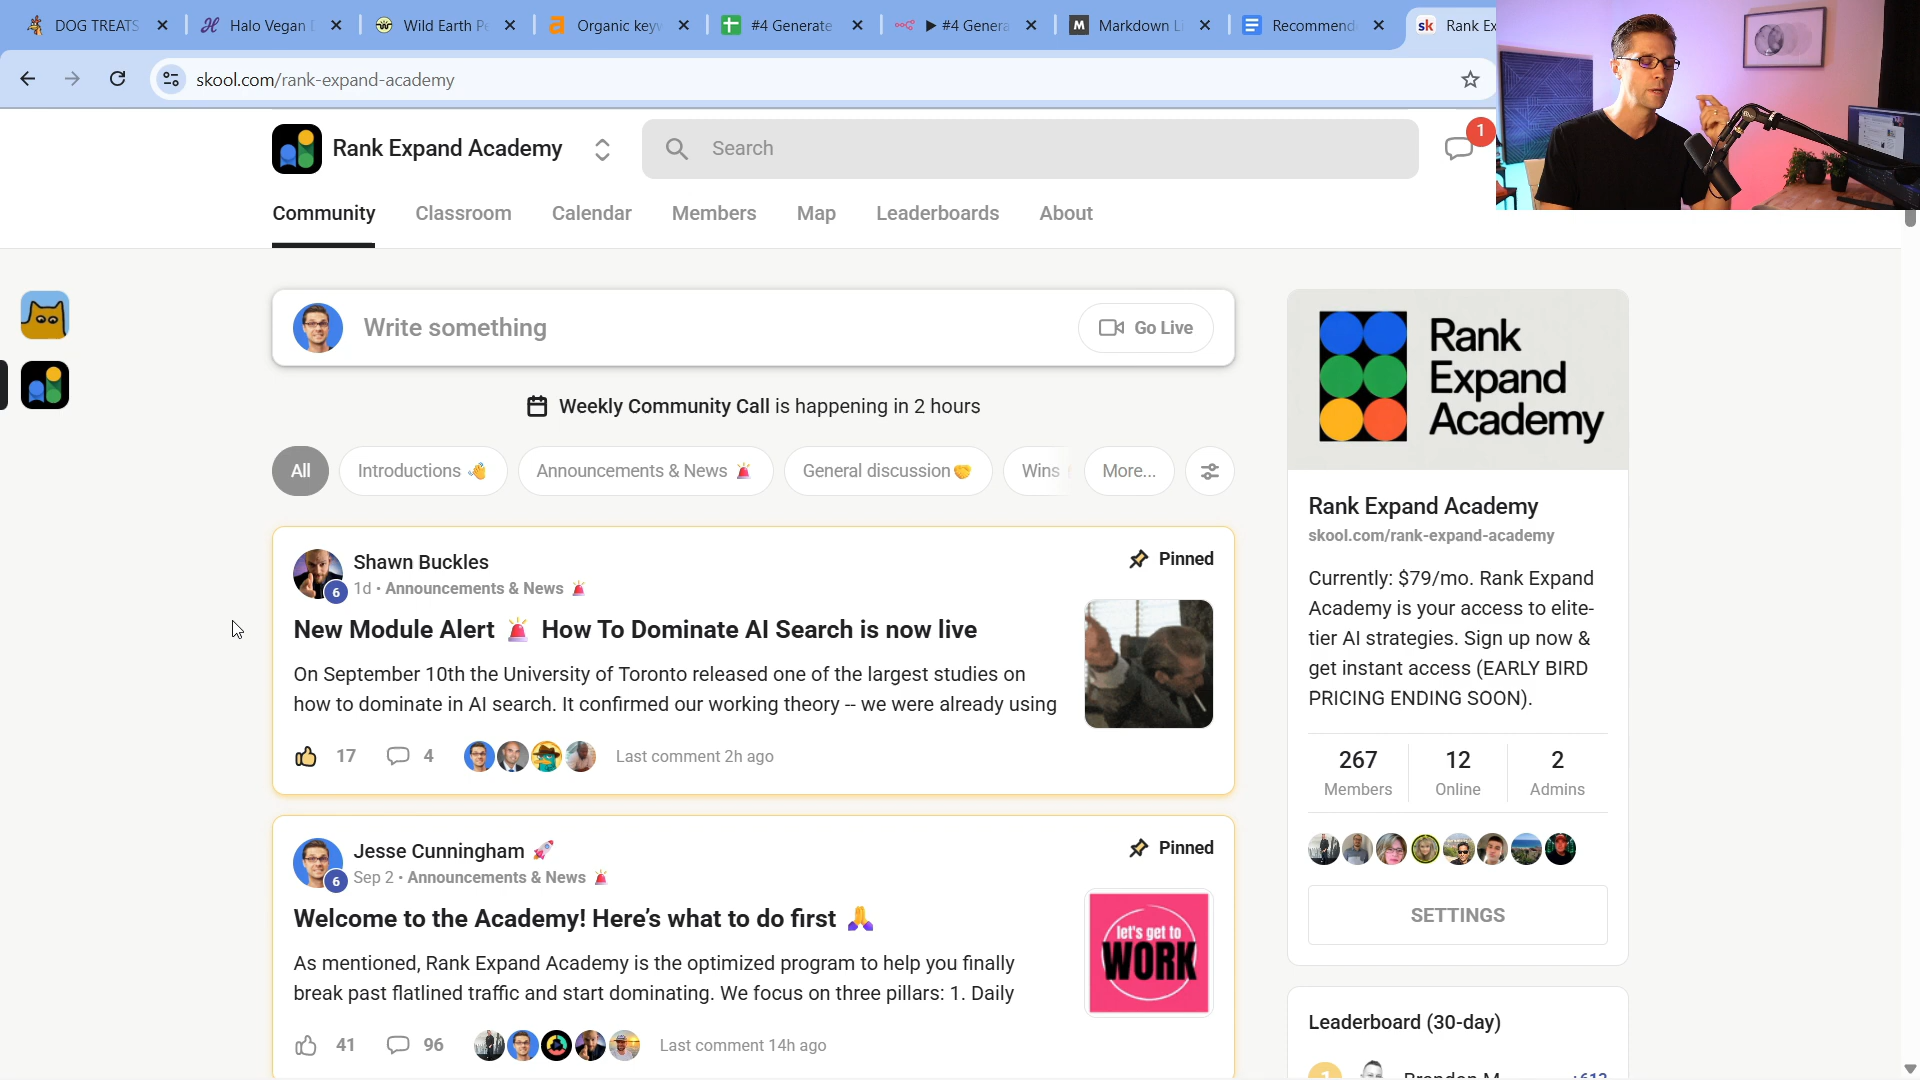 DOG TREATS
Halo Vegan
Wild Earth Pe
Organic keyw
#4 Generate
▶ #4 Genera
Markdown Li
Recommend
sk
Rank Ex
skool.com/rank-expand-academy
Rank Expand Academy
Search
1
Community
Classroom
Calendar
Members
Map
Leaderboards
About
Write something
Go Live
Weekly Community Call is happening in 2 hours
All
Introductions 👋
Announcements & News 🚨
General discussion🤝
Wins
More...
6
Shawn Buckles
1d • Announcements & News 🚨
Pinned
New Module Alert 🚨 How To Dominate AI Search is now live
On September 10th the University of Toronto released one of the largest studies on
how to dominate in AI search. It confirmed our working theory -- we were already using
17
4
Last comment 2h ago
6
Jesse Cunningham 🚀
Sep 2 • Announcements & News 🚨
Pinned
Welcome to the Academy! Here's what to do first 🙏
As mentioned, Rank Expand Academy is the optimized program to help you finally
break past flatlined traffic and start dominating. We focus on three pillars: 1. Daily
let's get to
WORK
41
96
Last comment 14h ago
Rank
Expand
Academy
Rank Expand Academy
skool.com/rank-expand-academy
Currently: $79/mo. Rank Expand
Academy is your access to elite-
tier AI strategies. Sign up now &
get instant access (EARLY BIRD
PRICING ENDING SOON).
267
Members
12
Online
2
Admins
SETTINGS
Leaderboard (30-day)
1
Brandon M